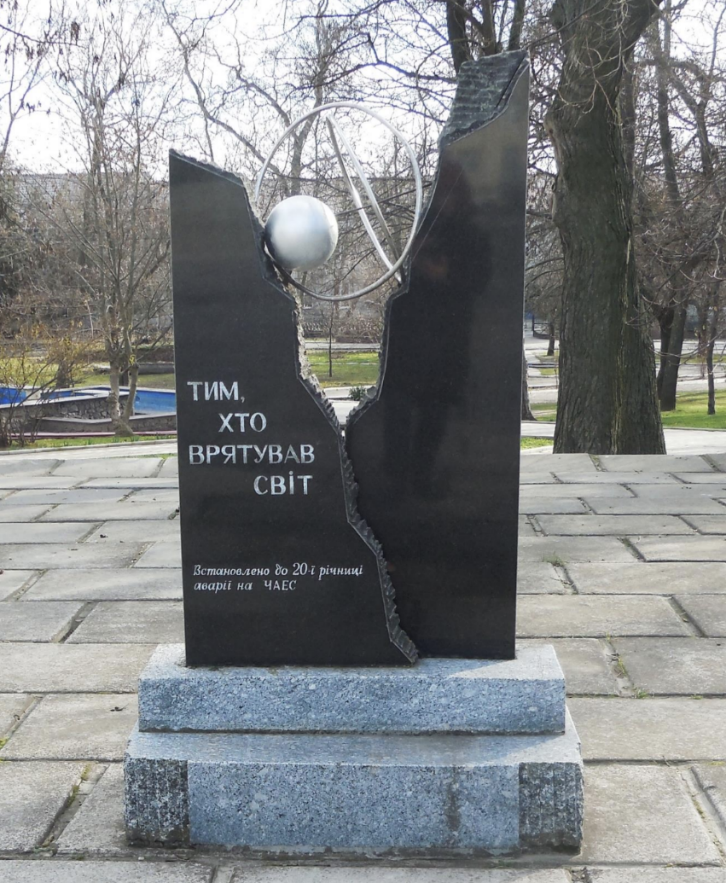 ТИМ,
ХТО
ВРЯТУВАВ
СВІТ
Встановлено до 20-ї річниці
аварії на ЧАЕС